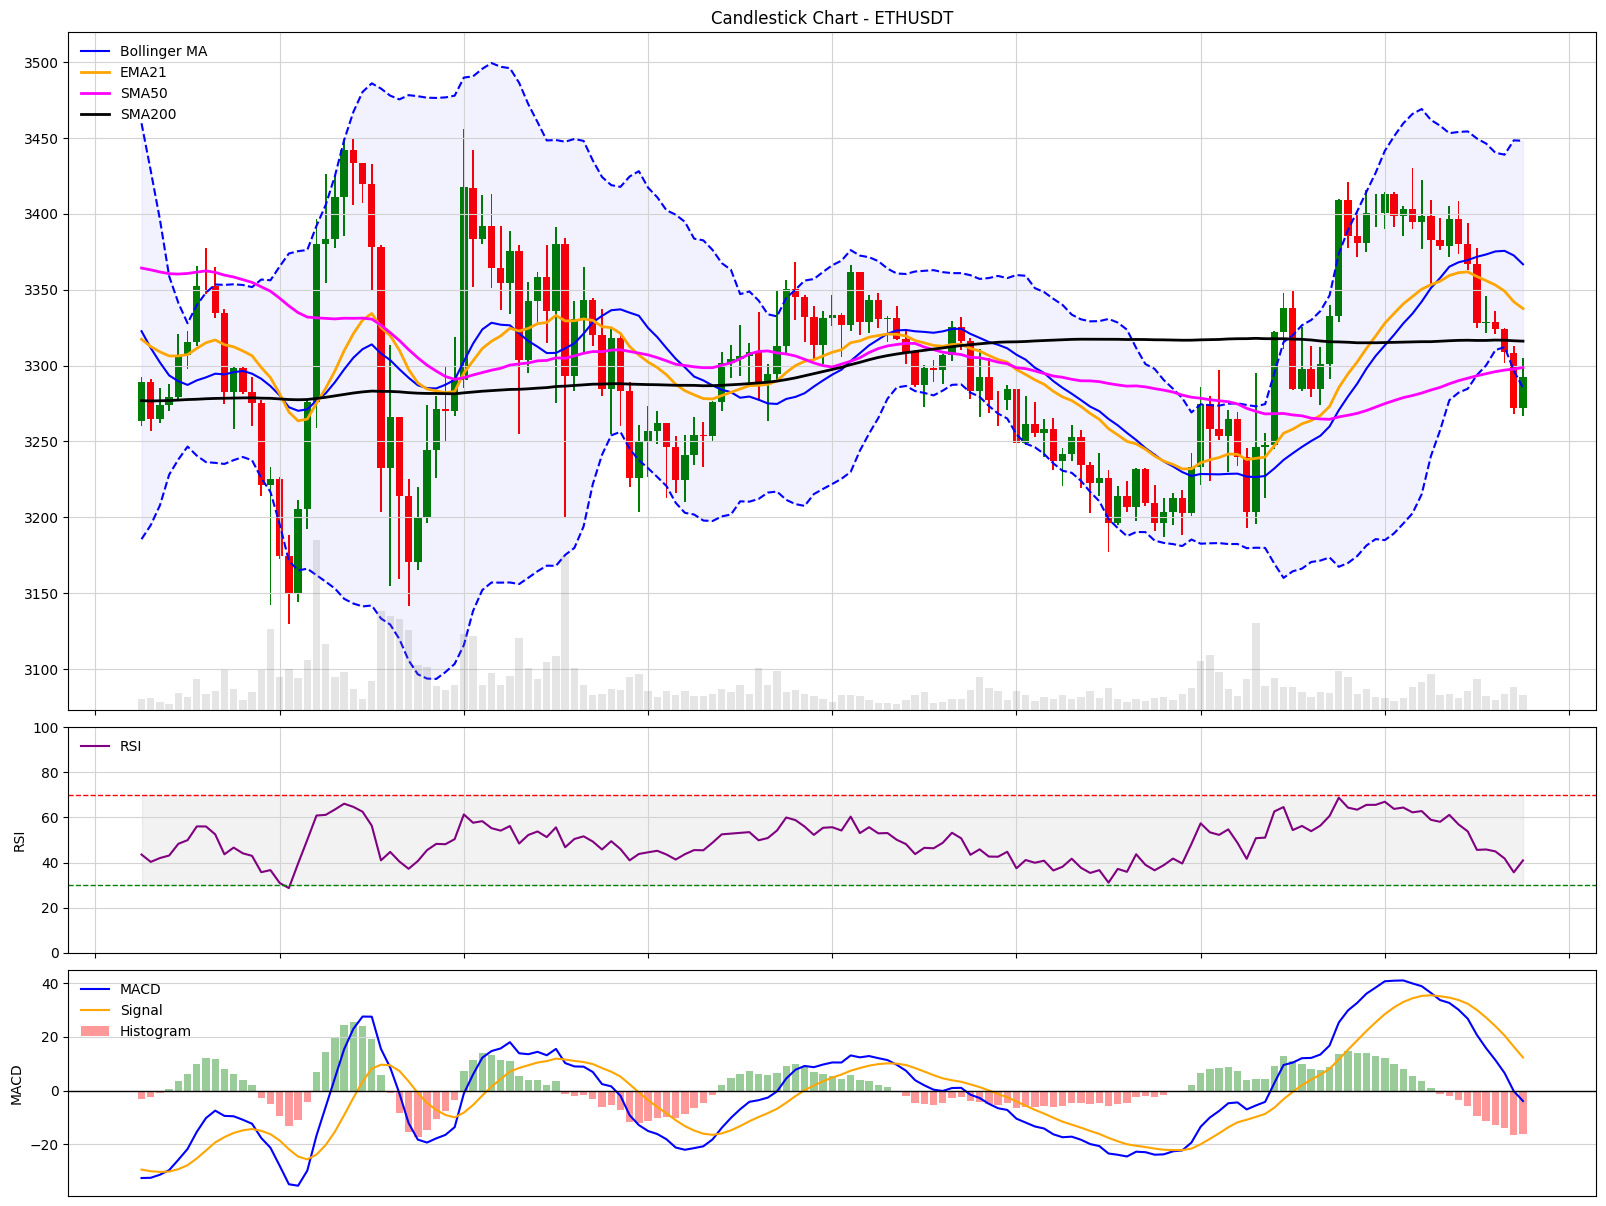 Candlestick Chart - ETHUSDT
Bollinger MA
EMA21
SMA50
SMA200
3500
3450
3400
3350
3300
3250
3200
3150
3100
RSI
100
80
60
40
20
0
RSI
MACD
Signal
Histogram
40
20
0
−20
MACD